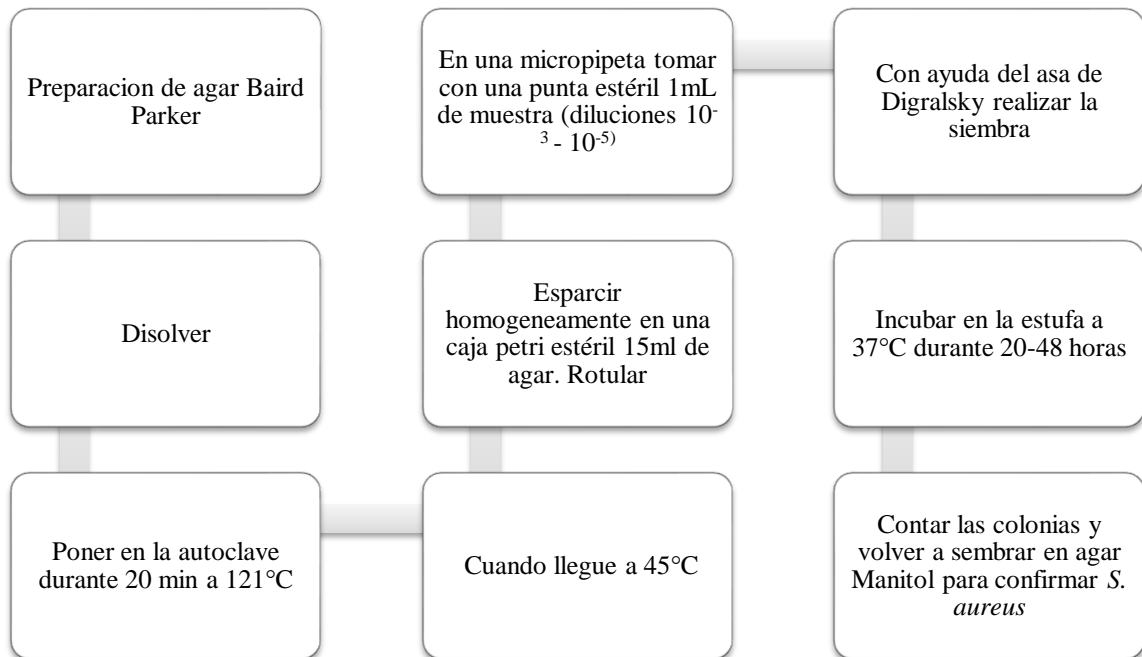 Preparacion de agar Baird
Parker
Disolver
Poner en la autoclave
durante 20 min a 121°C
Cuando llegue a 45°C
Esparcir
homogeneamente en una
caja petri estéril 15ml de
agar. Rotular
En una micropipeta tomar
con una punta estéril 1mL
de muestra (diluciones 10⁻
³ - 10⁻⁵⁾
Con ayuda del asa de
Digralsky realizar la
siembra
Incubar en la estufa a
37°C durante 20-48 horas
Contar las colonias y
volver a sembrar en agar
Manitol para confirmar S.
aureus